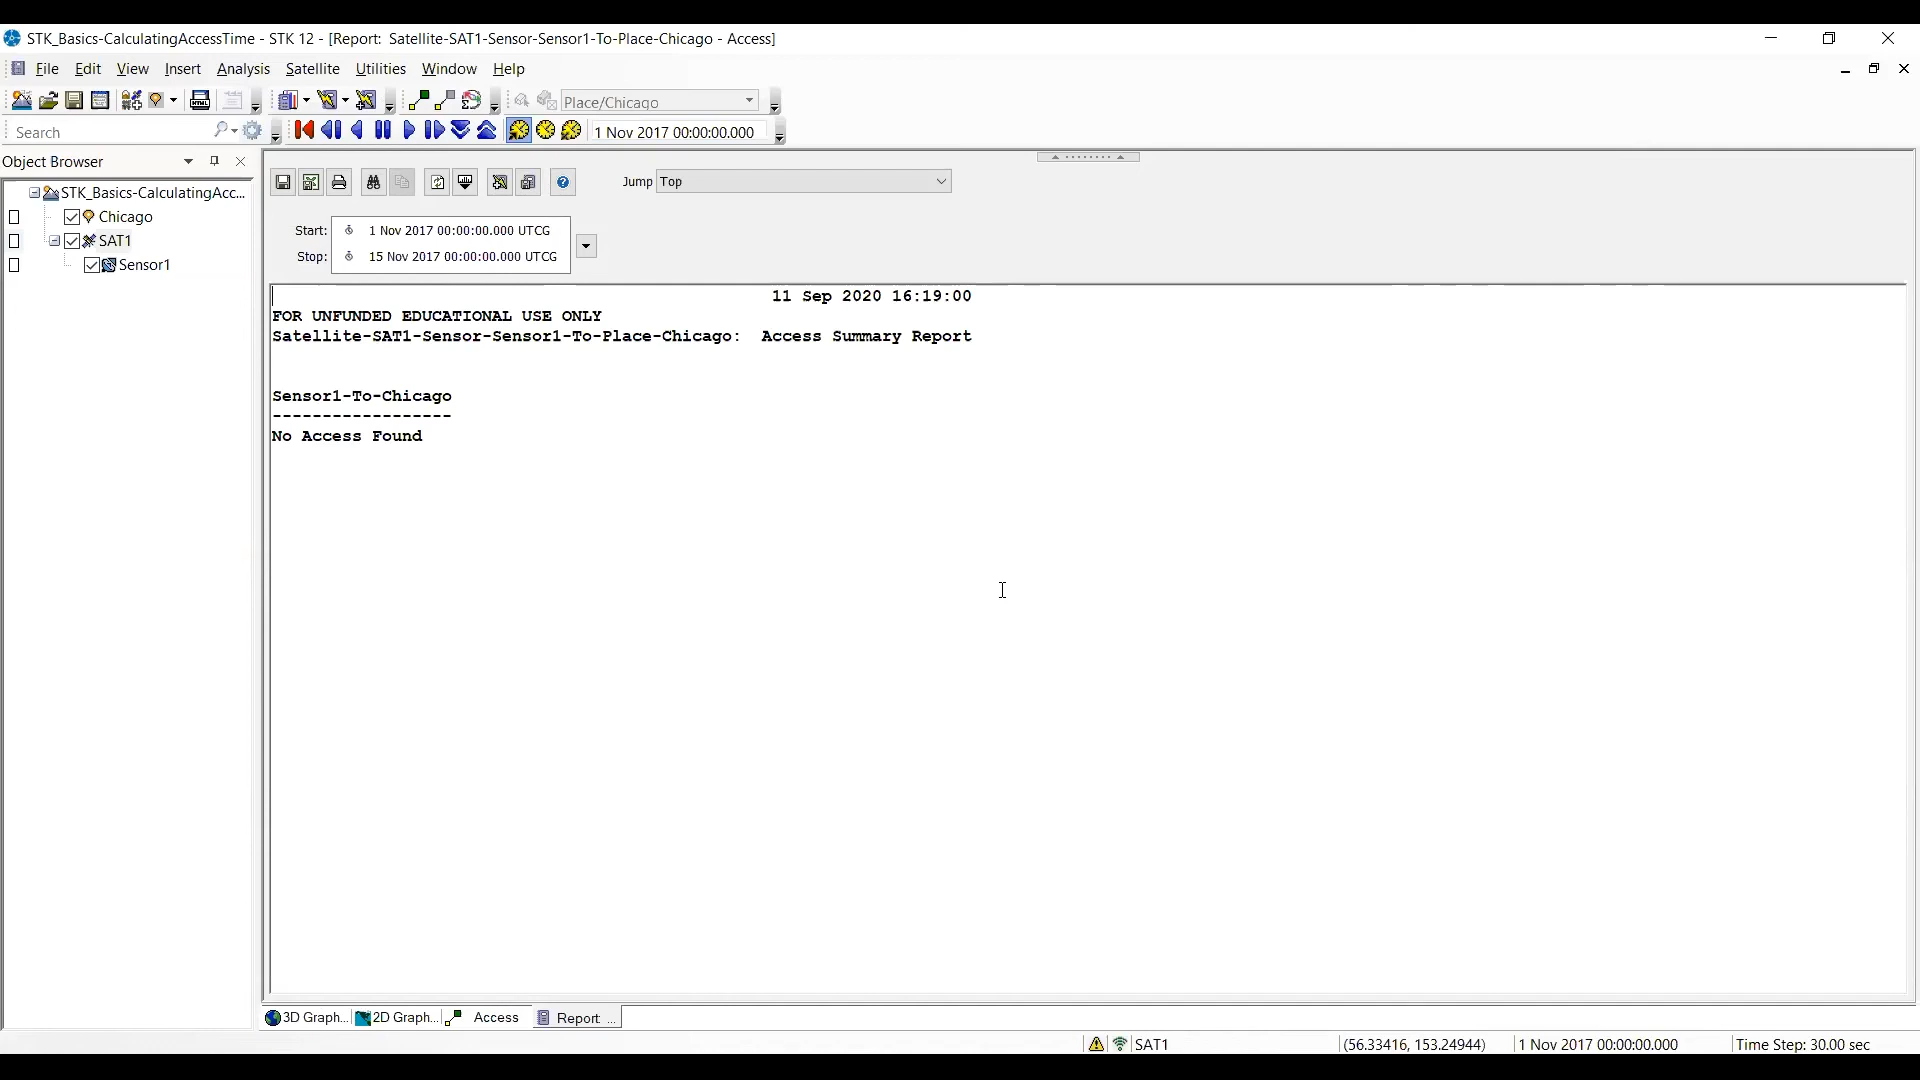 STK_Basics-CalculatingAccessTime - STK 12 - [Report:  Satellite-SAT1-Sensor-Sensor1-To-Place-Chicago - Access]
File Edit View Insert Analysis Satellite Utilities Window Help
Place/Chicago
Search
1 Nov 2017 00:00:00.000
Object Browser
STK_Basics-CalculatingAcc...
Chicago
SAT1
Sensor1
Jump Top
Start: 1 Nov 2017 00:00:00.000 UTCG
Stop: 15 Nov 2017 00:00:00.000 UTCG
11 Sep 2020 16:19:00
FOR UNFUNDED EDUCATIONAL USE ONLY
Satellite-SAT1-Sensor-Sensor1-To-Place-Chicago:  Access Summary Report
Sensor1-To-Chicago
------------------
No Access Found
3D Graph... 2D Graph... Access Report ...
SAT1 (56.33416, 153.24944) 1 Nov 2017 00:00:00.000 Time Step: 30.00 sec